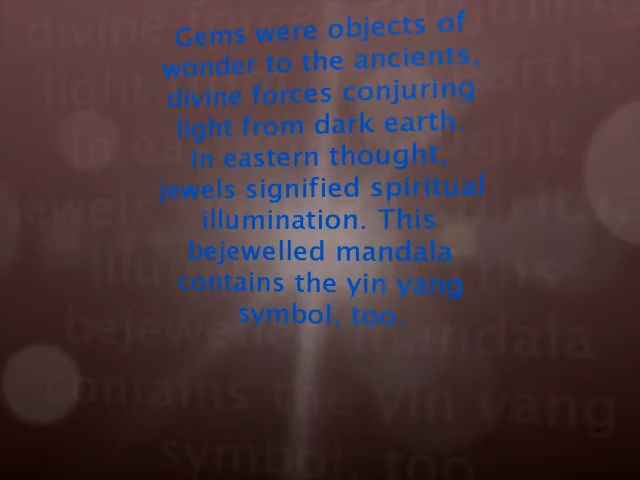 Gems were objects of
wonder to the ancients,
divine forces conjuring
light from dark earth.
In eastern thought,
jewels signified spiritual
illumination. This
bejewelled mandala
contains the yin yang
symbol, too.